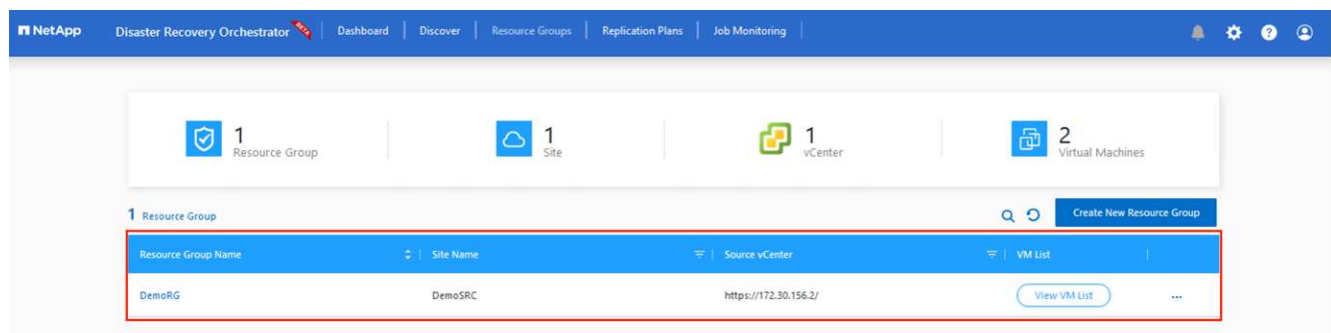 NetApp Disaster Recovery Orchestrator BETA Dashboard Discover Resource Groups Replication Plans Job Monitoring
1 1 1 2
Resource Group Site vCenter Virtual Machines
1 Resource Group Create New Resource Group
Resource Group Name Site Name Source vCenter VM List
DemoRG DemoSRC https://172.30.156.2/ View VM List ...